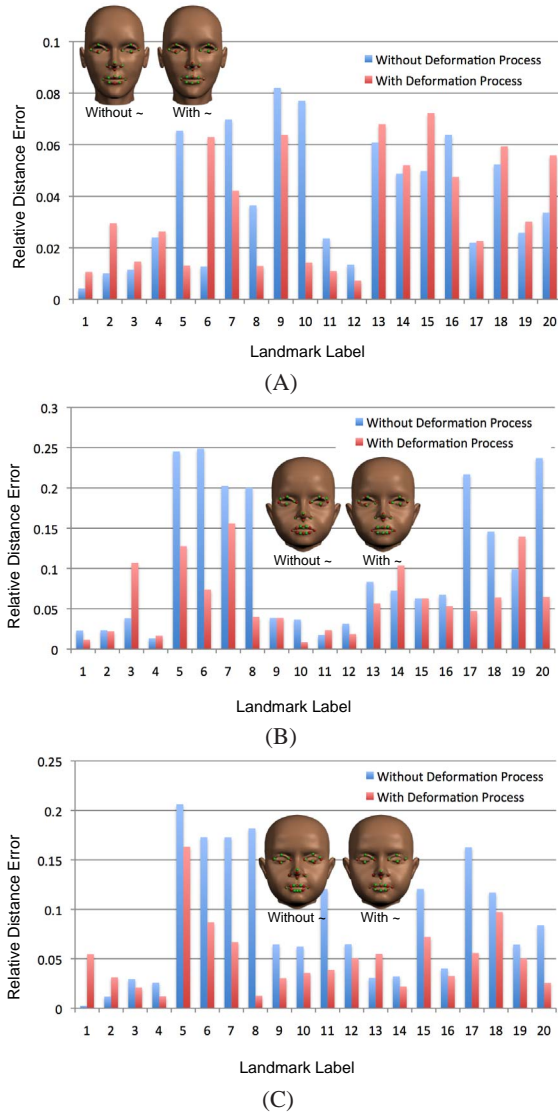 0.1
0.08
0.06
0.04
0.02
0
Relative Distance Error
Without ~ With ~
Without Deformation Process
With Deformation Process
1 2 3 4 5 6 7 8 9 10 11 12 13 14 15 16 17 18 19 20
Landmark Label
(A)
0.3
0.25
0.2
0.15
0.1
0.05
0
Relative Distance Error
Without Deformation Process
With Deformation Process
Without ~ With ~
1 2 3 4 5 6 7 8 9 10 11 12 13 14 15 16 17 18 19 20
Landmark Label
(B)
0.25
0.2
0.15
0.1
0.05
0
Relative Distance Error
Without Deformation Process
With Deformation Process
Without ~ With ~
1 2 3 4 5 6 7 8 9 10 11 12 13 14 15 16 17 18 19 20
Landmark Label
(C)